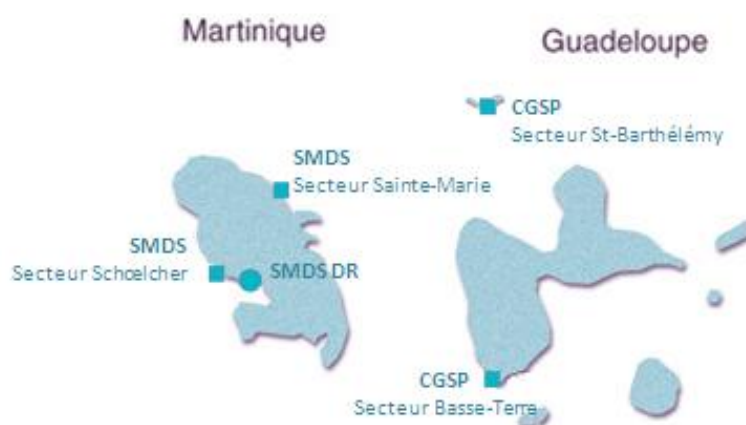 Martinique
Guadeloupe
CGSP
Secteur St-Barthélémy
SMDS
Secteur Sainte-Marie
SMDS
Secteur Schœlcher
SMDS DR
CGSP
Secteur Basse-Terre